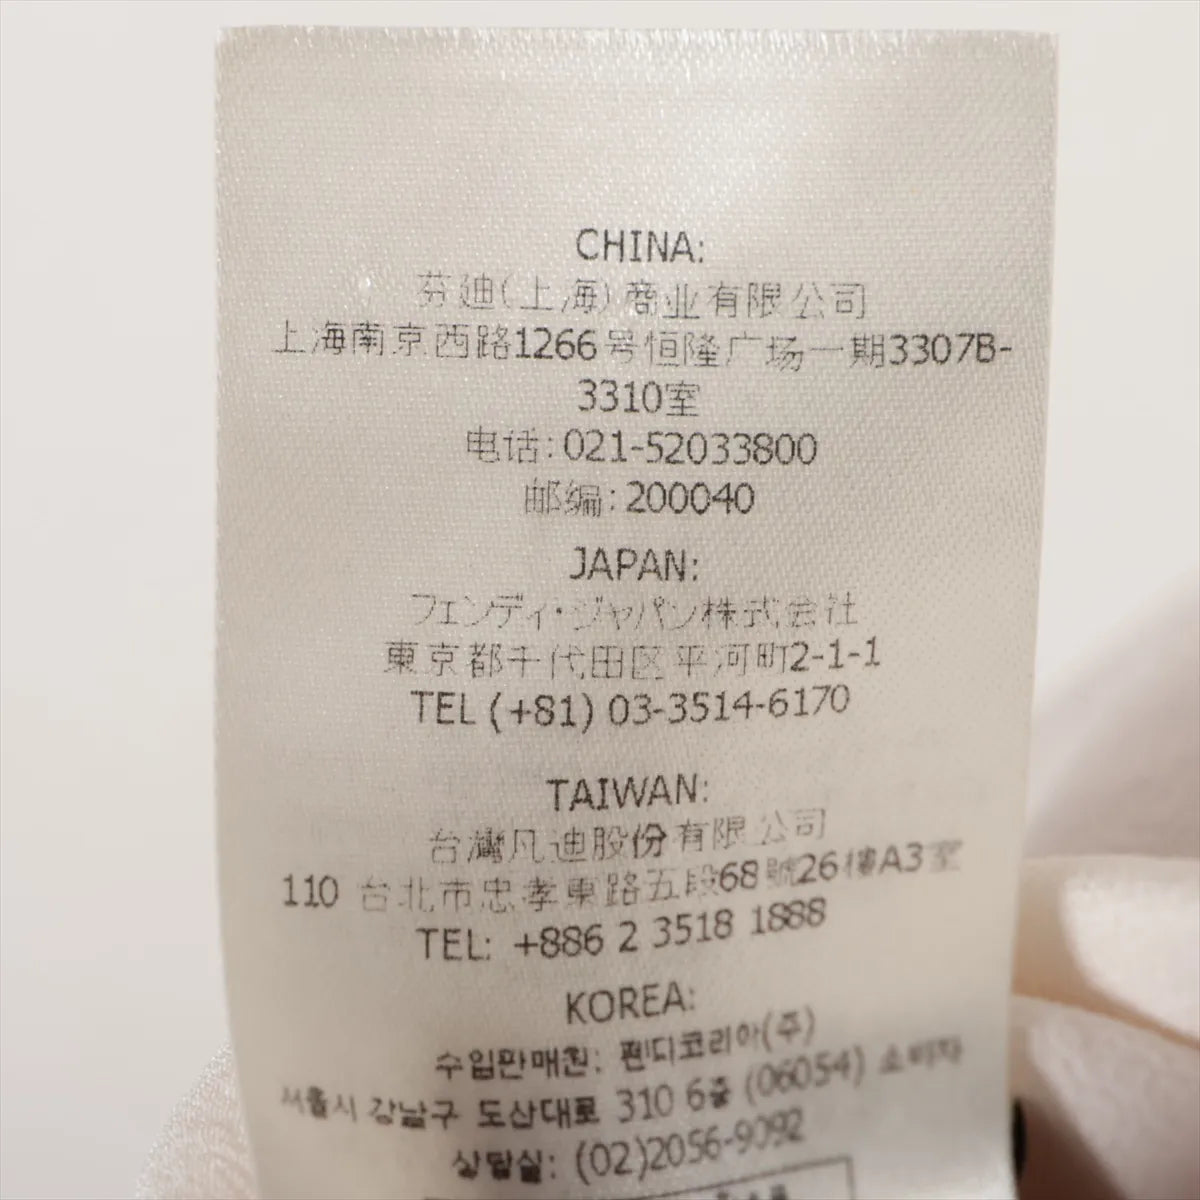 CHINA:
芬迪(上海)商业有限公司
上海南京西路1266号恒隆广场一期3307B-
3310室
电话:021-52033800
邮编:200040
JAPAN:
フェンディ・ジャパン株式会社
東京都千代田区平河町2-1-1
TEL (+81) 03-3514-6170
TAIWAN:
台灣凡迪股份有限公司
110 台北市忠孝東路五段68號26樓A3室
TEL: +886 2 3518 1888
KOREA:
수입판매원: 펜디코리아(주)
서울시 강남구 도산대로 310 6층 (06054) 소비자
상담실: (02)2056-9092